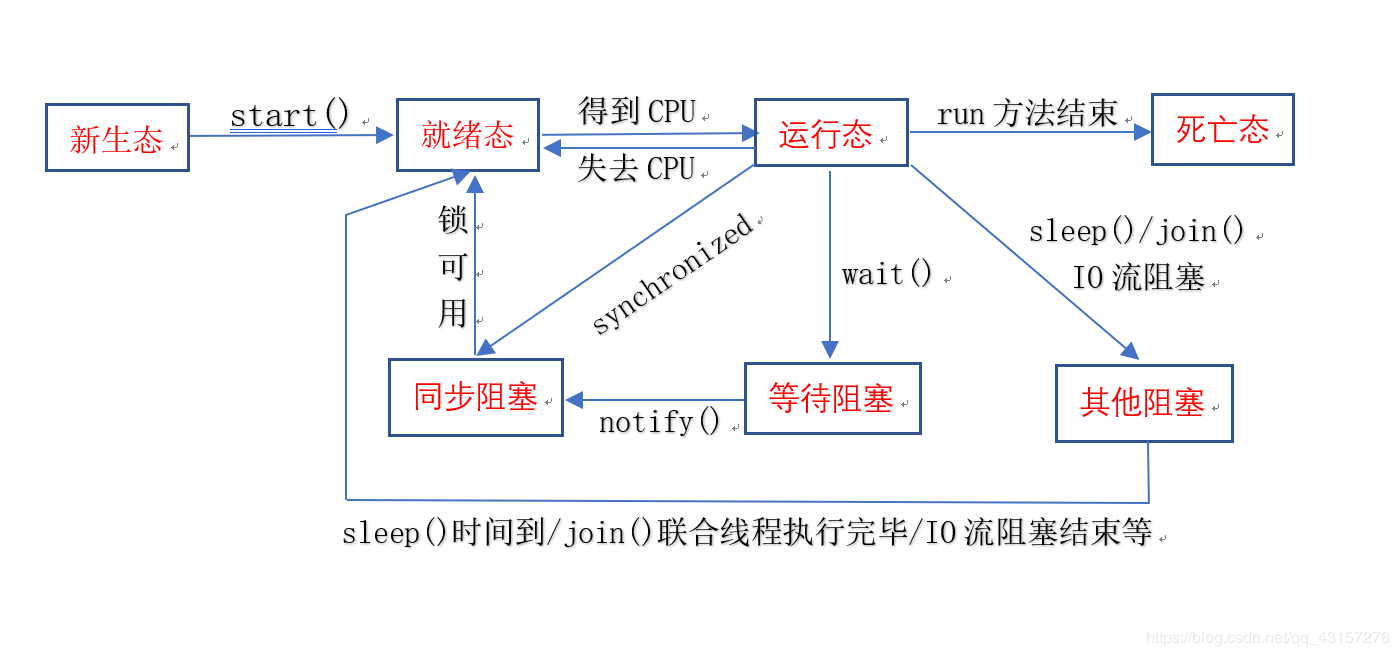 新生态
start()
就绪态
得到 CPU
失去 CPU
运行态
run 方法结束
死亡态
锁
可
用
synchronized
wait()
sleep()/join()
IO 流阻塞
同步阻塞
notify()
等待阻塞
其他阻塞
sleep()时间到/join()联合线程执行完毕/IO 流阻塞结束等
https://blog.csdn.net/qq_43157276